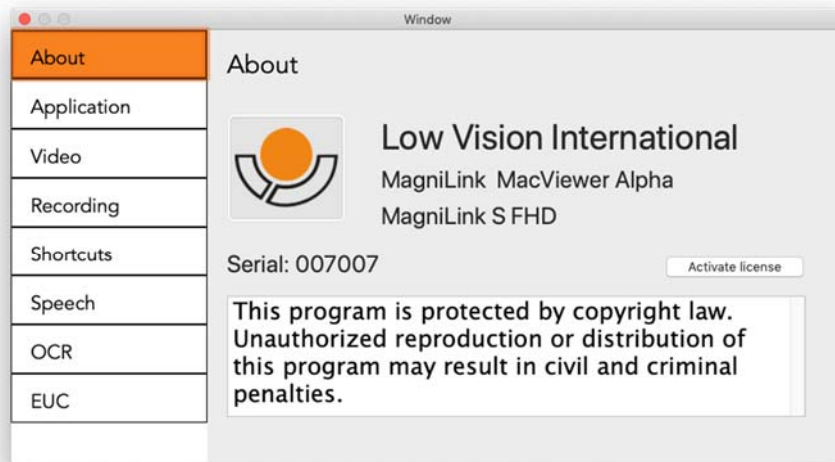 Window
About
Application
Video
Recording
Shortcuts
Speech
OCR
EUC
About
Low Vision International
MagniLink MacViewer Alpha
MagniLink S FHD
Serial: 007007
Activate license
This program is protected by copyright law.
Unauthorized reproduction or distribution of
this program may result in civil and criminal
penalties.